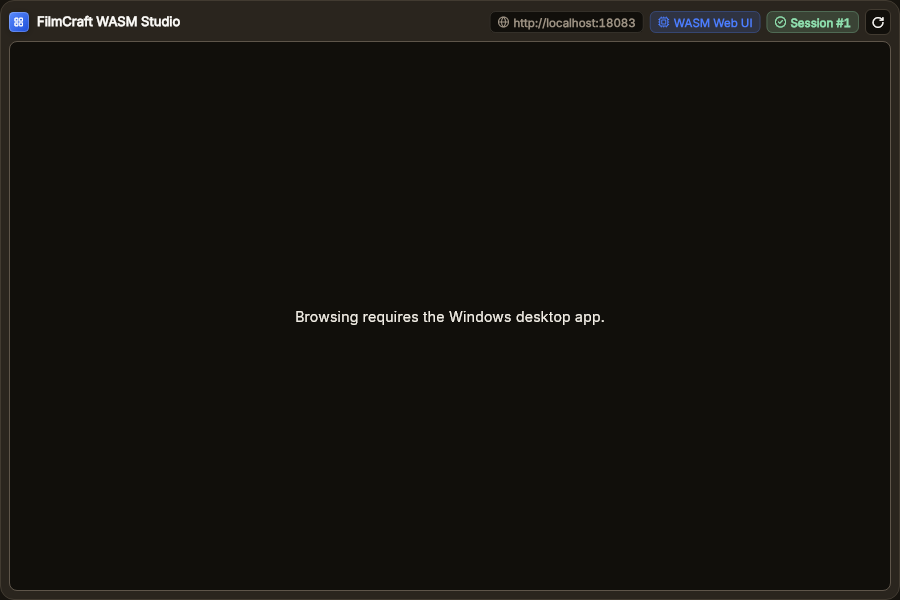 FilmCraft WASM Studio
http://localhost:18083
WASM Web UI
Session #1
Browsing requires the Windows desktop app.